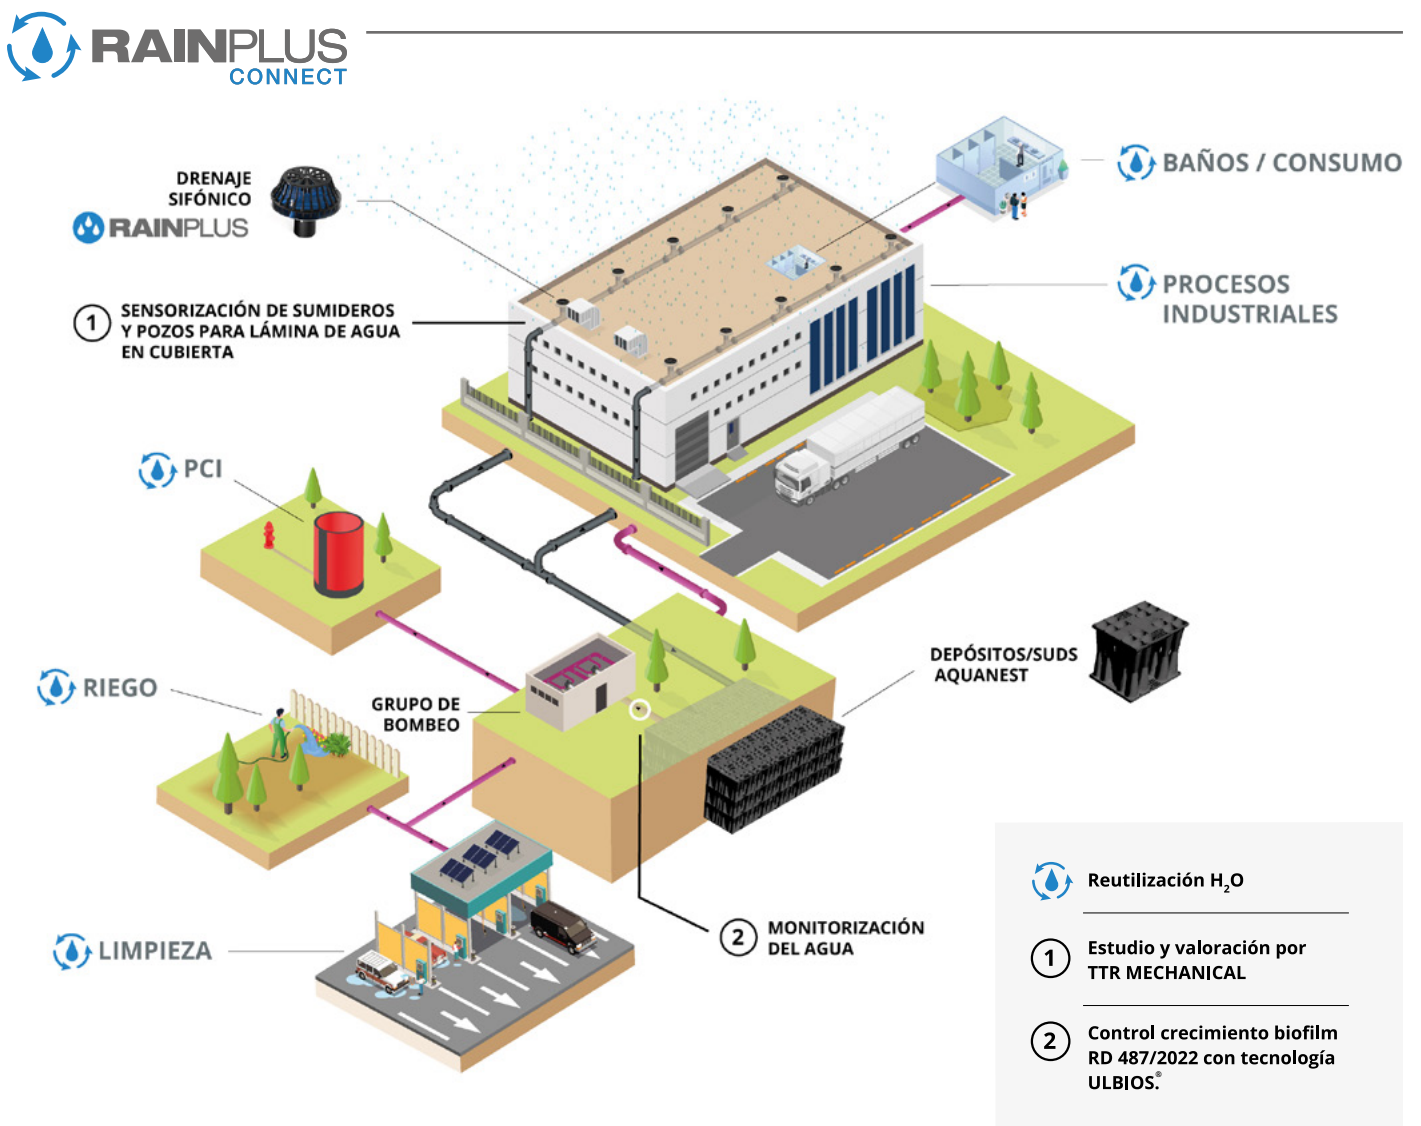 RAINPLUS
CONNECT
DRENAJE
SIFÓNICO
RAINPLUS
1
SENSORIZACIÓN DE SUMIDEROS
Y POZOS PARA LÁMINA DE AGUA
EN CUBIERTA
BAÑOS / CONSUMO
PROCESOS
INDUSTRIALES
PCI
RIEGO
GRUPO DE
BOMBEO
DEPÓSITOS/SUDS
AQUANEST
LIMPIEZA
2
MONITORIZACIÓN
DEL AGUA
Reutilización H₂O
1
Estudio y valoración por
TTR MECHANICAL
2
Control crecimiento biofilm
RD 487/2022 con tecnología
ULBIOS.®